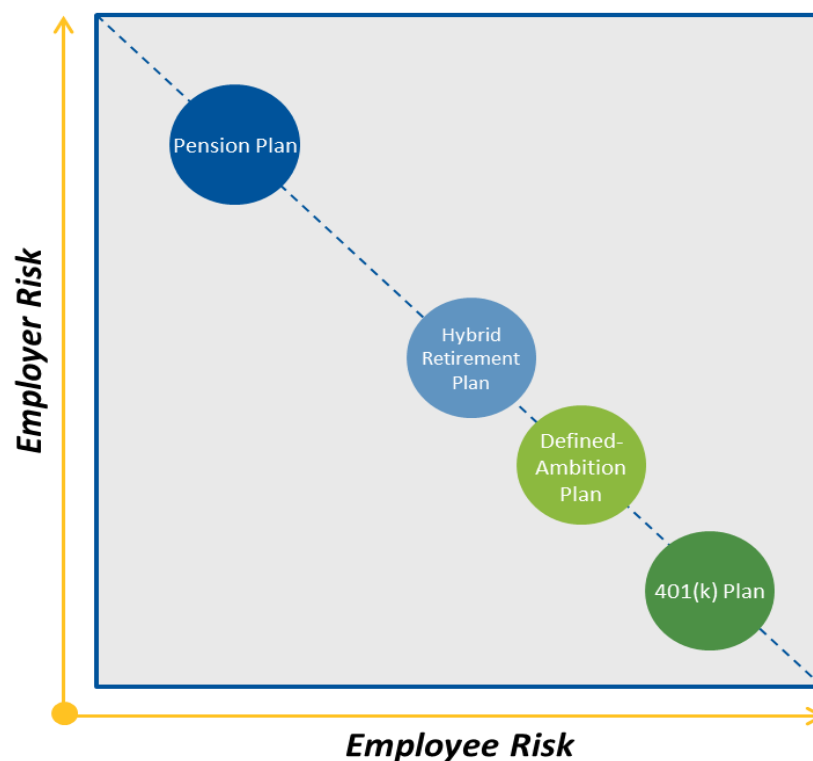 Pension Plan
Employer Risk
Hybrid
Retirement
Plan
Defined-
Ambition
Plan
401(k) Plan
Employee Risk